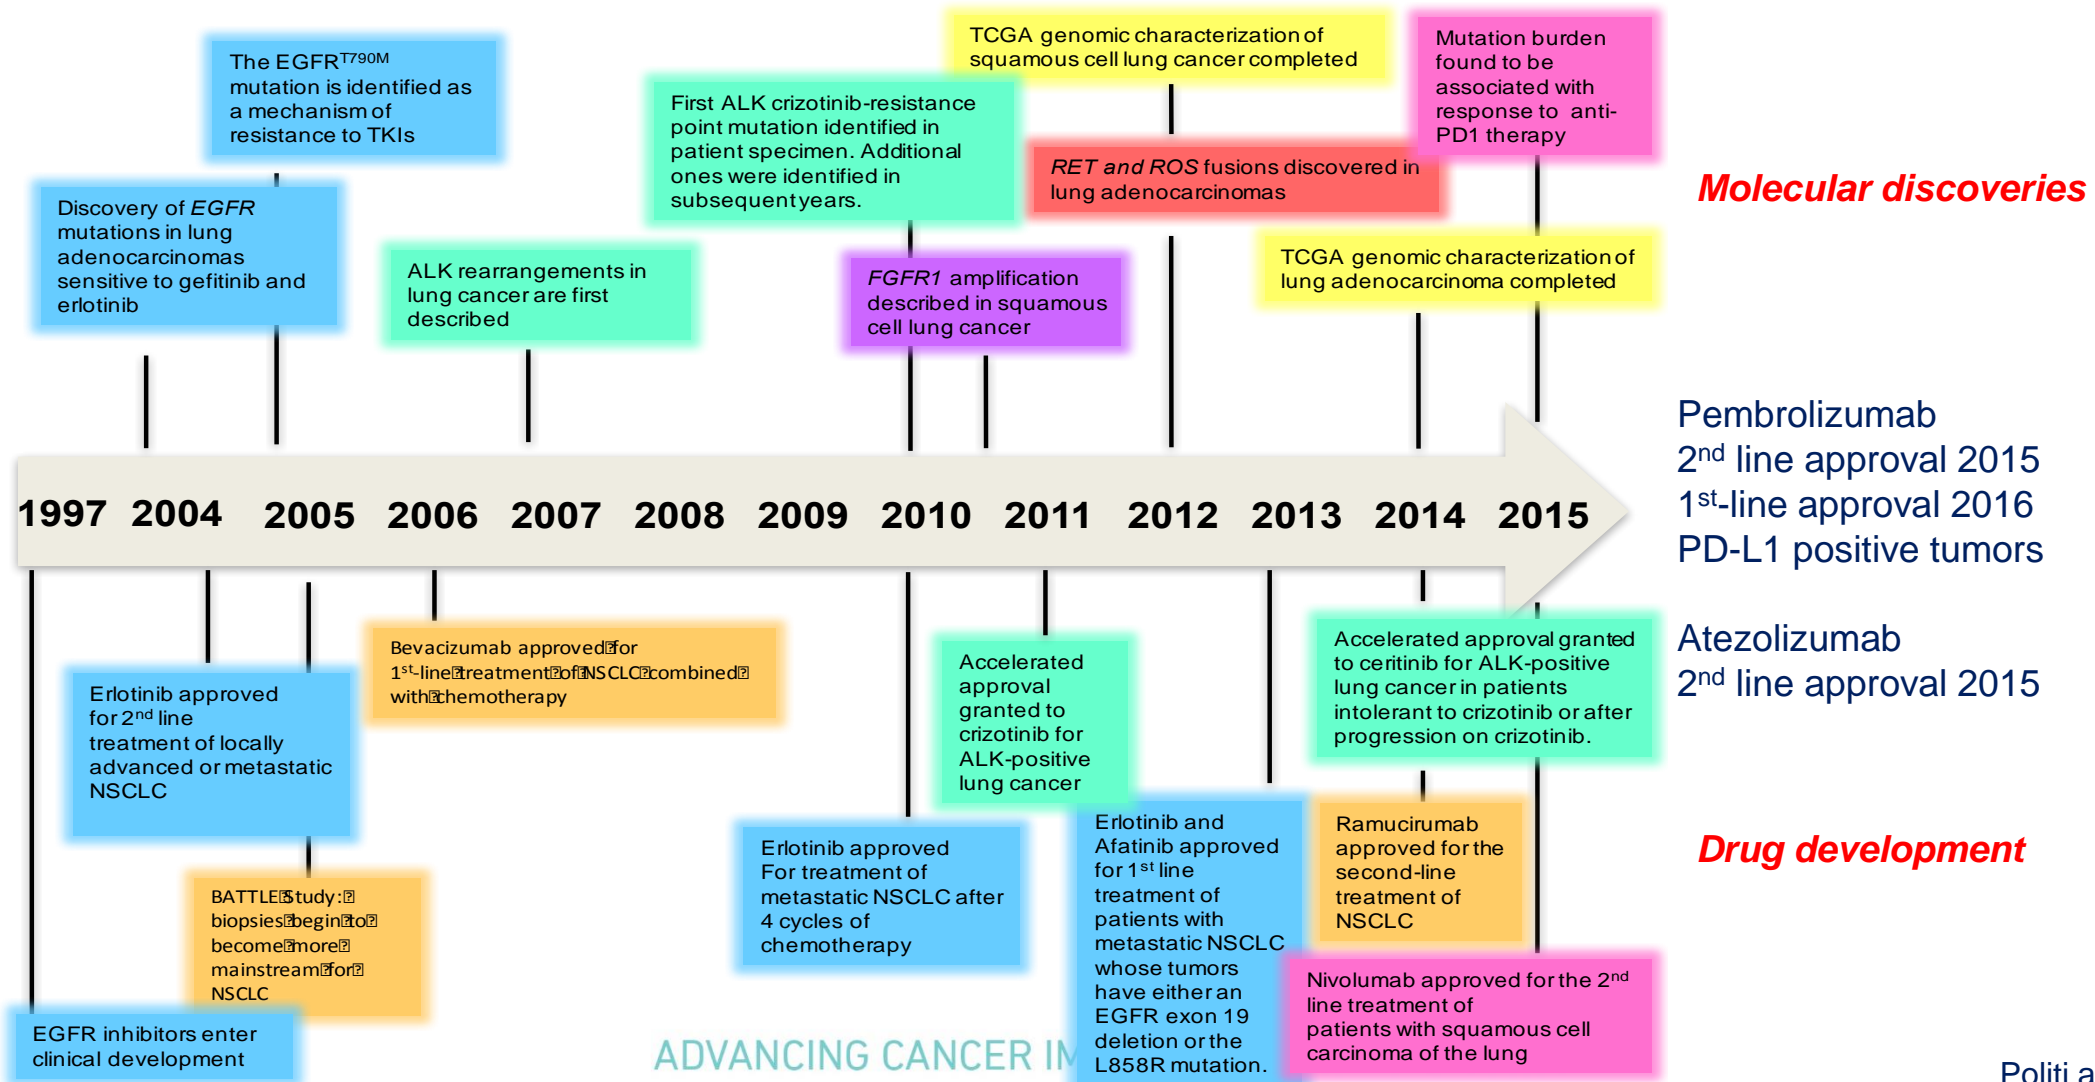 TCGA genomic characterization of
squamous cell lung cancer completed
Mutation burden
found to be
associated with
response to anti-
PD1 therapy
The EGFRT790M
mutation is identified as
a mechanism of
resistance to TKIs
First ALK crizotinib-resistance
point mutation identified in
patient specimen. Additional
ones were identified in
subsequent years.
RET and ROS fusions discovered in
lung adenocarcinomas
Molecular discoveries
Discovery of EGFR
mutations in lung
adenocarcinomas
sensitive to gefitinib and
erlotinib
ALK rearrangements in
lung cancer are first
described
FGFR1 amplification
described in squamous
cell lung cancer
TCGA genomic characterization of
lung adenocarcinoma completed
1997 2004 2005 2006 2007 2008 2009 2010 2011 2012 2013 2014 2015
Pembrolizumab
2nd line approval 2015
1st-line approval 2016
PD-L1 positive tumors
Atezolizumab
2nd line approval 2015
Erlotinib approved
for 2nd line
treatment of locally
advanced or metastatic
NSCLC
Bevacizumab approved for
1st-line treatment of NSCLC combined
with chemotherapy
Accelerated
approval
granted to
crizotinib for
ALK-positive
lung cancer
Accelerated approval granted
to ceritinib for ALK-positive
lung cancer in patients
intolerant to crizotinib or after
progression on crizotinib.
BATTLE Study:
biopsies begin to
become more
mainstream for
NSCLC
Erlotinib approved
For treatment of
metastatic NSCLC after
4 cycles of
chemotherapy
Erlotinib and
Afatinib approved
for 1st line
treatment of
patients with
metastatic NSCLC
whose tumors
have either an
EGFR exon 19
deletion or the
L858R mutation.
Ramucirumab
approved for the
second-line
treatment of
NSCLC
Drug development
EGFR inhibitors enter
clinical development
Nivolumab approved for the 2nd
line treatment of
patients with squamous cell
carcinoma of the lung
ADVANCING CANCER IM
Politi a